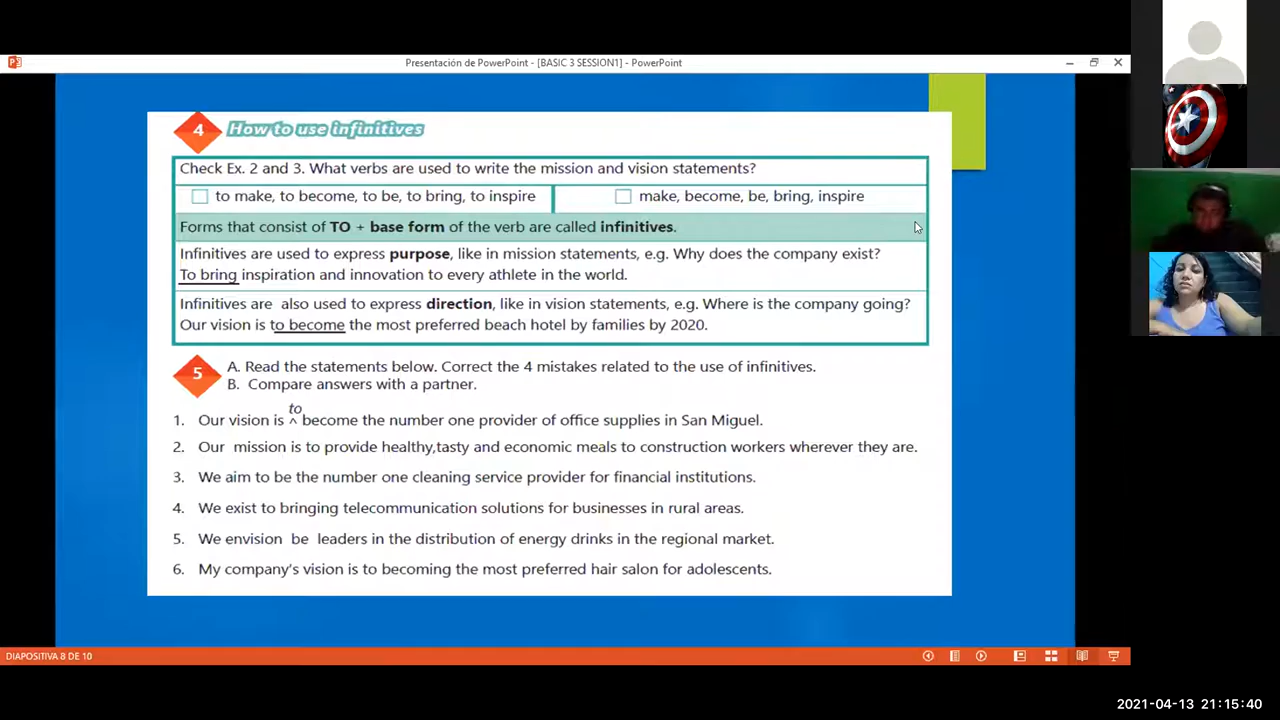 Presentación de PowerPoint - [BASIC 3 SESSION1] - PowerPoint
4 How to use infinitives
Check Ex. 2 and 3. What verbs are used to write the mission and vision statements?
to make, to become, to be, to bring, to inspire
make, become, be, bring, inspire
Forms that consist of TO + base form of the verb are called infinitives.
Infinitives are used to express purpose, like in mission statements, e.g. Why does the company exist?
To bring inspiration and innovation to every athlete in the world.
Infinitives are also used to express direction, like in vision statements, e.g. Where is the company going?
Our vision is to become the most preferred beach hotel by families by 2020.
5 A. Read the statements below. Correct the 4 mistakes related to the use of infinitives.
B. Compare answers with a partner.
to
1. Our vision is ^ become the number one provider of office supplies in San Miguel.
2. Our mission is to provide healthy,tasty and economic meals to construction workers wherever they are.
3. We aim to be the number one cleaning service provider for financial institutions.
4. We exist to bringing telecommunication solutions for businesses in rural areas.
5. We envision be leaders in the distribution of energy drinks in the regional market.
6. My company's vision is to becoming the most preferred hair salon for adolescents.
DIAPOSITIVA 8 DE 10
2021-04-13 21:15:40